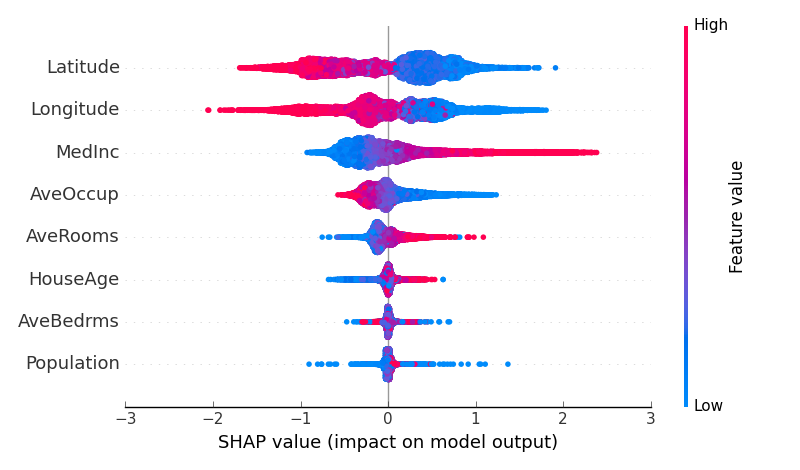 High
Latitude
Longitude
MedInc
AveOccup
AveRooms
HouseAge
AveBedrms
Population
Feature value
Low
−3 −2 −1 0 1 2 3
SHAP value (impact on model output)